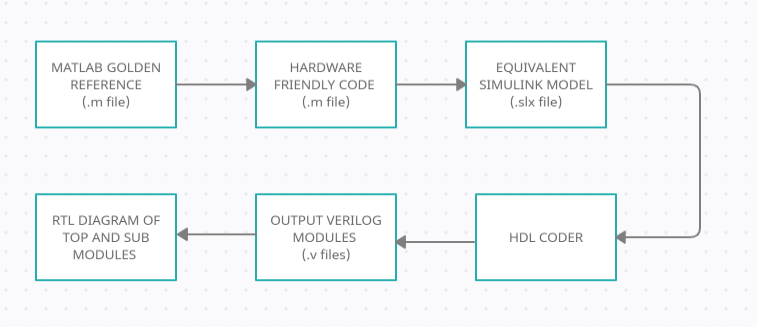 MATLAB GOLDEN
REFERENCE
(.m file)
HARDWARE
FRIENDLY CODE
(.m file)
EQUIVALENT
SIMULINK MODEL
(.slx file)
RTL DIAGRAM OF
TOP AND SUB
MODULES
OUTPUT VERILOG
MODULES
(.v files)
HDL CODER